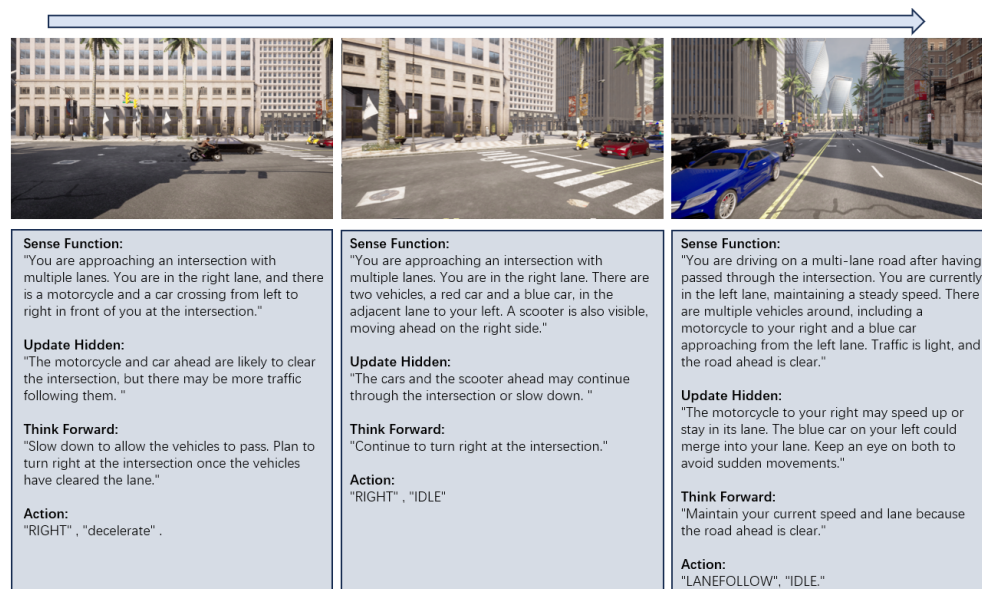 Sense Function:
"You are approaching an intersection with
multiple lanes. You are in the right lane, and there
is a motorcycle and a car crossing from left to
right in front of you at the intersection."
Update Hidden:
"The motorcycle and car ahead are likely to clear
the intersection, but there may be more traffic
following them. "
Think Forward:
"Slow down to allow the vehicles to pass. Plan to
turn right at the intersection once the vehicles
have cleared the lane."
Action:
"RIGHT" , "decelerate" .
Sense Function:
"You are approaching an intersection with
multiple lanes. You are in the right lane. There are
two vehicles, a red car and a blue car, in the
adjacent lane to your left. A scooter is also visible,
moving ahead on the right side."
Update Hidden:
"The cars and the scooter ahead may continue
through the intersection or slow down. "
Think Forward:
"Continue to turn right at the intersection."
Action:
"RIGHT" , "IDLE"
Sense Function:
"You are driving on a multi-lane road after having
passed through the intersection. You are currently
in the left lane, maintaining a steady speed. There
are multiple vehicles around, including a
motorcycle to your right and a blue car
approaching from the left lane. Traffic is light, and
the road ahead is clear."
Update Hidden:
"The motorcycle to your right may speed up or
stay in its lane. The blue car on your left could
merge into your lane. Keep an eye on both to
avoid sudden movements."
Think Forward:
"Maintain your current speed and lane because
the road ahead is clear."
Action:
"LANEFOLLOW", "IDLE."